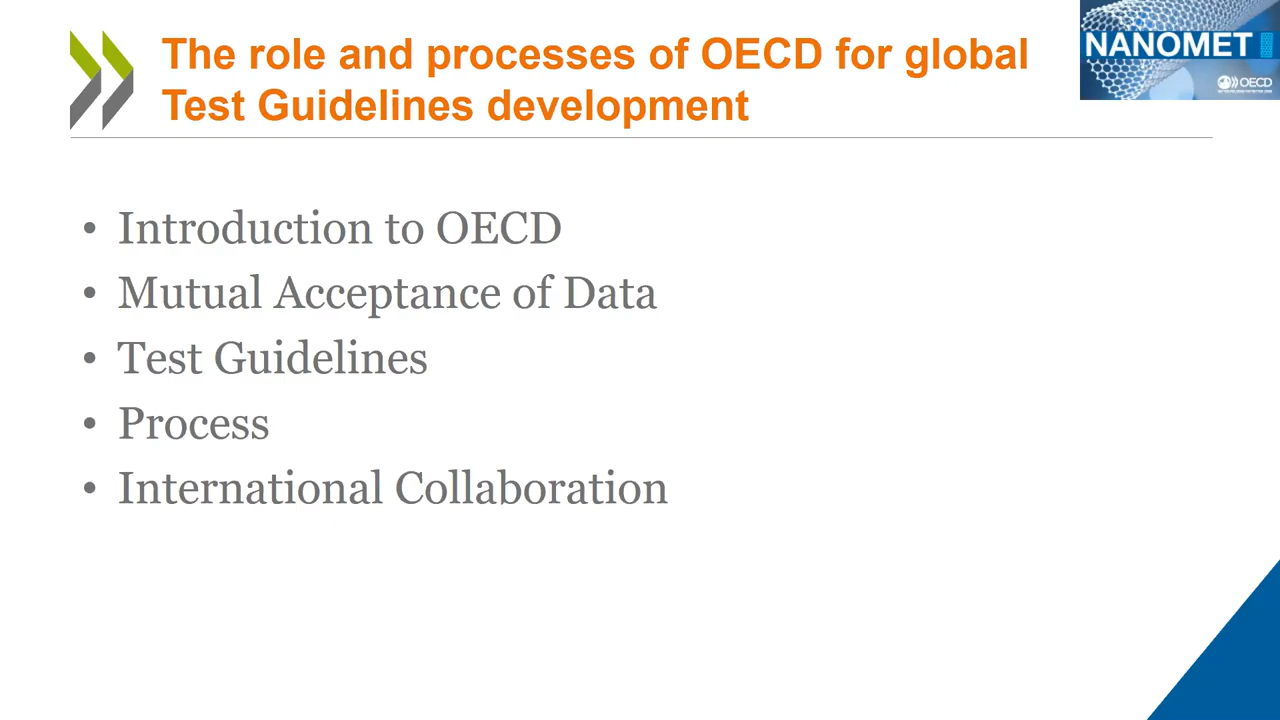 The role and processes of OECD for global
Test Guidelines development
NANOMET
OECD
• Introduction to OECD
• Mutual Acceptance of Data
• Test Guidelines
• Process
• International Collaboration